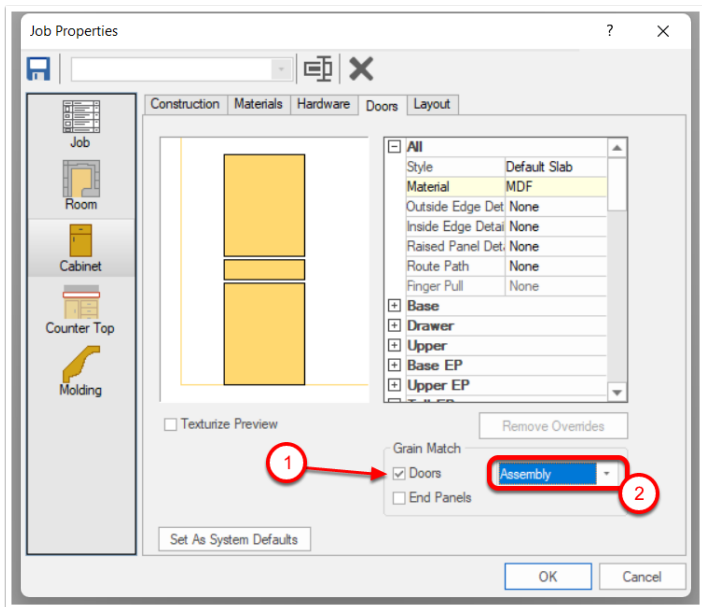 Job Properties
?
Construction Materials Hardware Doors Layout
Job
Room
Cabinet
Counter Top
Molding
All
Style Default Slab
Material MDF
Outside Edge Det None
Inside Edge Detai None
Raised Panel Det None
Route Path None
Finger Pull None
Base
Drawer
Upper
Base EP
Upper EP
Tall EP
Texturize Preview
Remove Overrides
Grain Match
1
Doors Assembly
2
End Panels
Set As System Defaults
OK Cancel